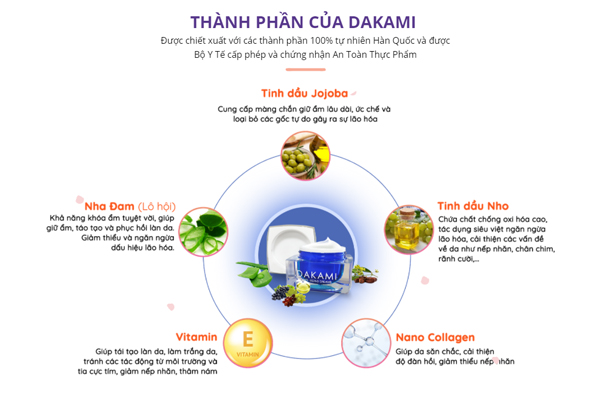 THÀNH PHẦN CỦA DAKAMI
Được chiết xuất với các thành phần 100% tự nhiên Hàn Quốc và được
Bộ Y Tế cấp phép và chứng nhận An Toàn Thực Phẩm
Tinh dầu Jojoba
Cung cấp màng chắn giữ ẩm lâu dài, ức chế và
loại bỏ các gốc tự do gây ra sự lão hóa
Nha Đam (Lô hội)
Khả năng khóa ẩm tuyệt vời, giúp
giữ ẩm, táo tạo và phục hồi làn da.
Giảm thiểu và ngăn ngừa
dấu hiệu lão hóa.
Tinh dầu Nho
Chứa chất chống oxi hóa cao,
tác dụng siêu việt ngăn ngừa
lão hóa, cải thiện các vấn đề
về da như nếp nhăn, chân chim,
rãnh cười,...
DAKAMI
Vitamin
Giúp tái tạo làn da, làm trắng da,
tránh các tác động từ môi trường và
tia cực tím, giảm nếp nhăn, thâm nám
E
VITAMIN
Nano Collagen
Giúp da săn chắc, cải thiện
độ đàn hồi, giảm thiểu nếp nhăn